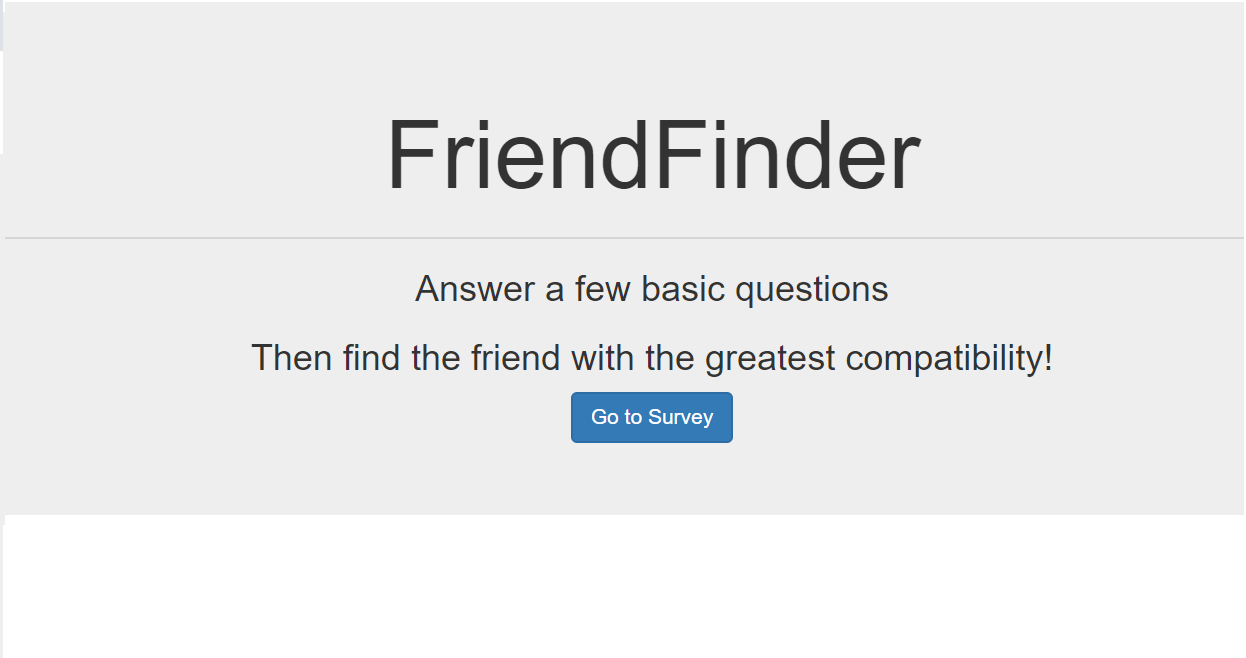 FriendFinder
Answer a few basic questions
Then find the friend with the greatest compatibility!
Go to Survey